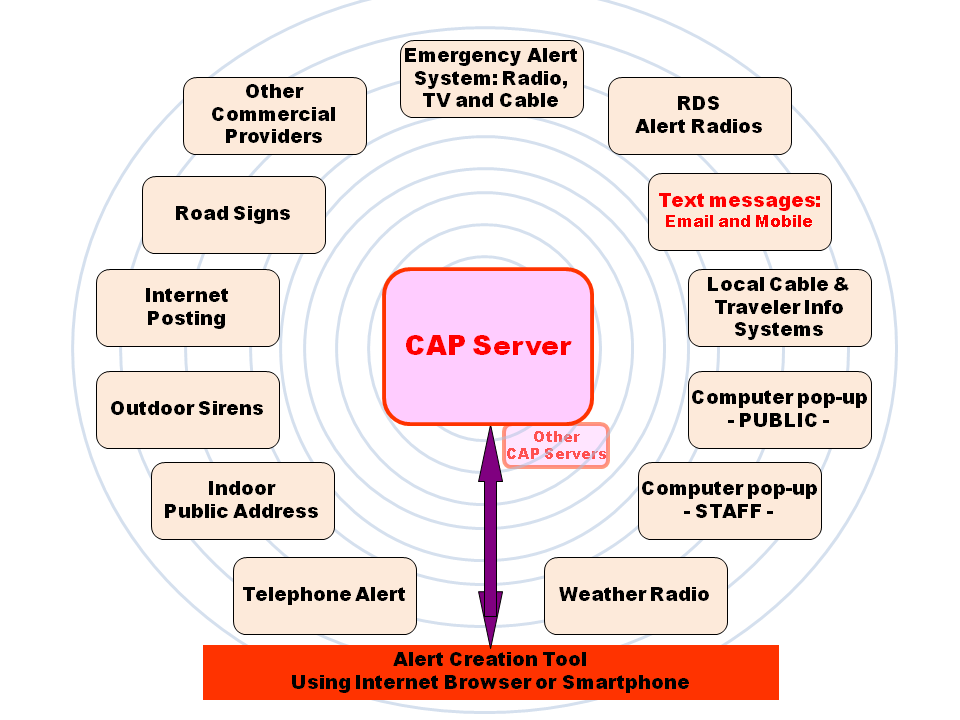 Emergency Alert
System: Radio,
TV and Cable
Other
Commercial
Providers
RDS
Alert Radios
Road Signs
Text messages:
Email and Mobile
Internet
Posting
Local Cable &
Traveler Info
Systems
CAP Server
Outdoor Sirens
Computer pop-up
- PUBLIC -
Other
CAP Servers
Indoor
Public Address
Computer pop-up
- STAFF -
Telephone Alert
Weather Radio
Alert Creation Tool
Using Internet Browser or Smartphone